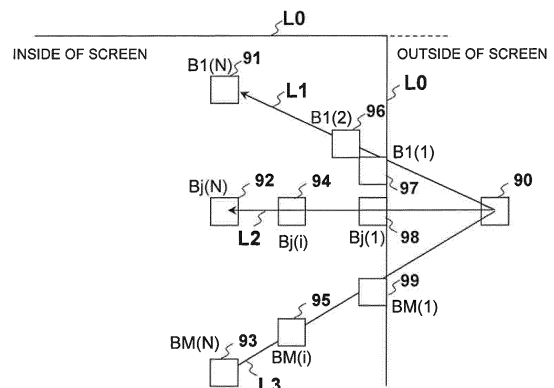 L0
INSIDE OF SCREEN
OUTSIDE OF SCREEN
B1(N) 91
L1
L0
B1(2) 96
B1(1)
97
Bj(N) 92
94
90
L2
Bj(i)
Bj(1) 98
99
95
BM(N) 93
BM(i)
BM(1)
L3